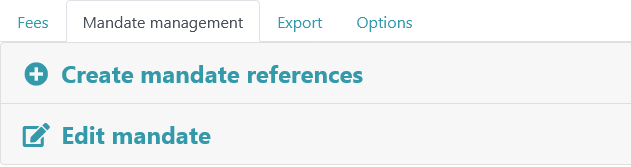 Fees Mandate management Export Options
Create mandate references
Edit mandate